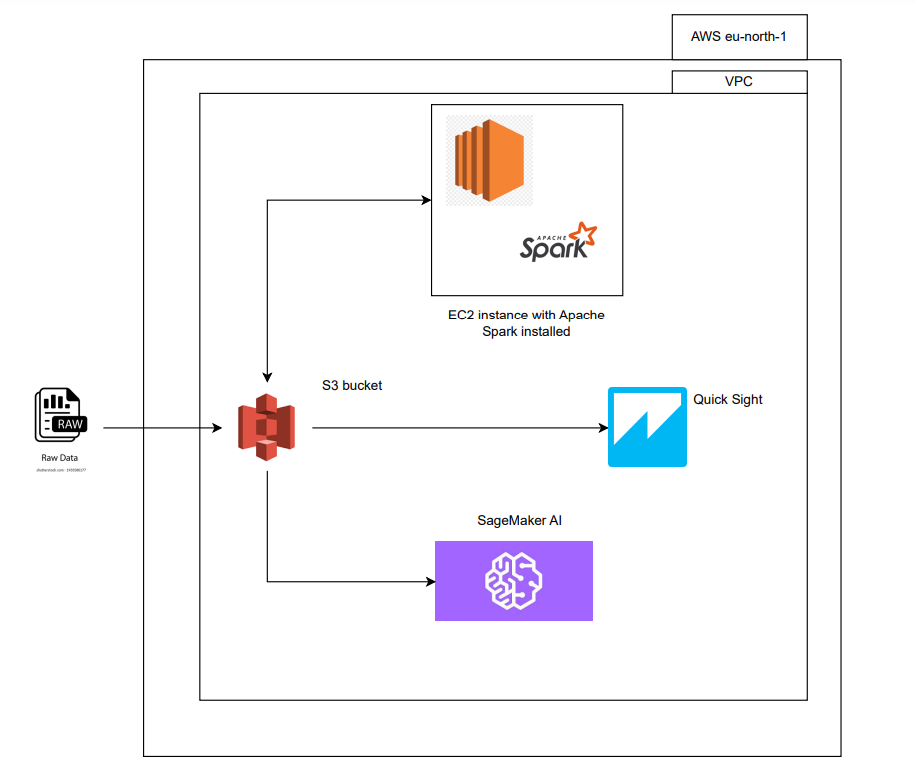 AWS eu-north-1
VPC
APACHE
Spark
EC2 instance with Apache
Spark installed
S3 bucket
Quick Sight
RAW
Raw Data
SageMaker AI